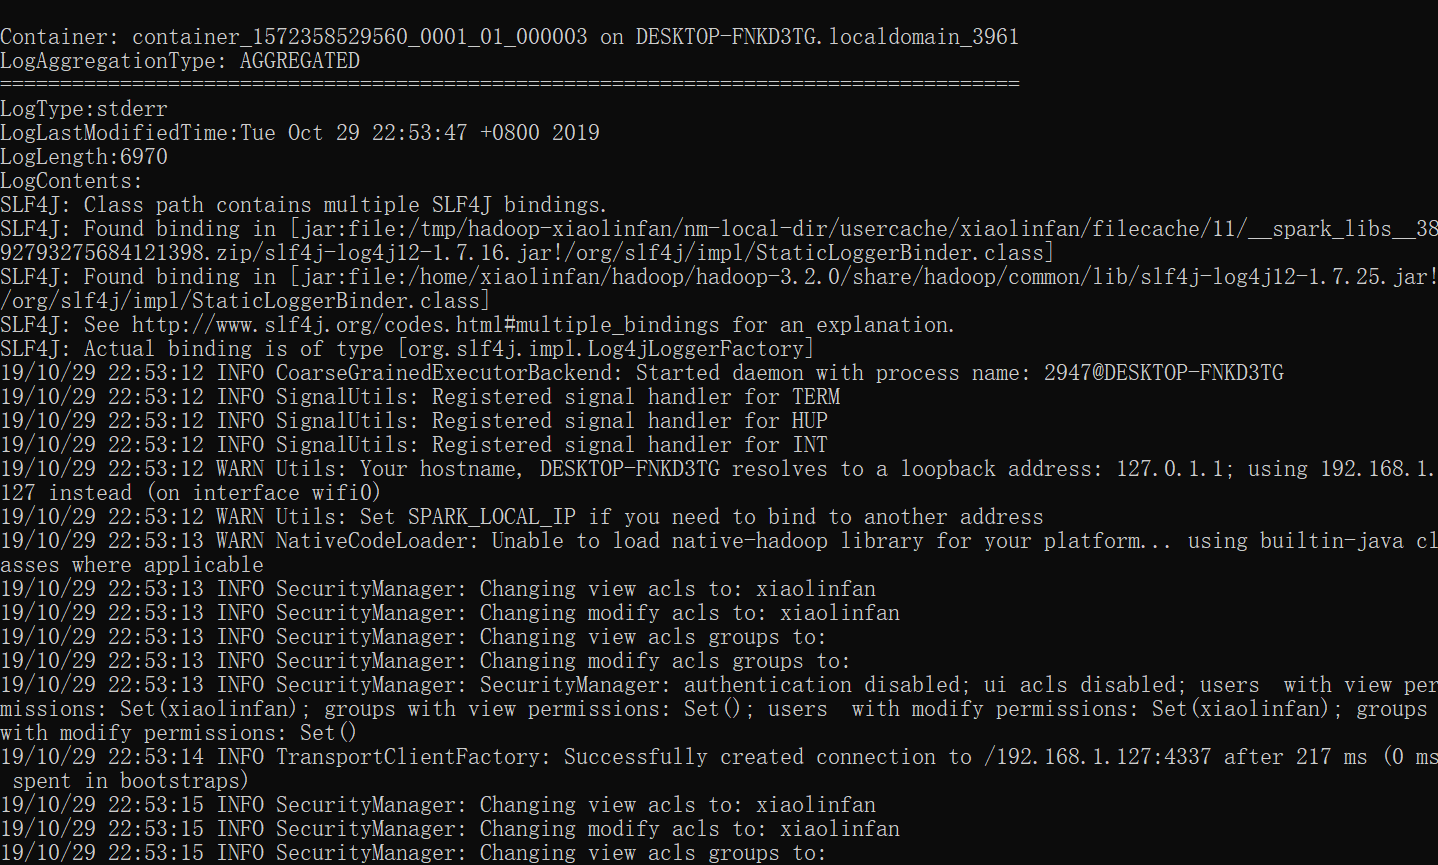 Container: container_1572358529560_0001_01_000003 on DESKTOP-FNKD3TG.localdomain_3961
LogAggregationType: AGGREGATED
=====================================================================================
LogType:stderr
LogLastModifiedTime:Tue Oct 29 22:53:47 +0800 2019
LogLength:6970
LogContents:
SLF4J: Class path contains multiple SLF4J bindings.
SLF4J: Found binding in [jar:file:/tmp/hadoop-xiaolinfan/nm-local-dir/usercache/xiaolinfan/filecache/11/__spark_libs__38
92793275684121398.zip/slf4j-log4j12-1.7.16.jar!/org/slf4j/impl/StaticLoggerBinder.class]
SLF4J: Found binding in [jar:file:/home/xiaolinfan/hadoop/hadoop-3.2.0/share/hadoop/common/lib/slf4j-log4j12-1.7.25.jar!
/org/slf4j/impl/StaticLoggerBinder.class]
SLF4J: See http://www.slf4j.org/codes.html#multiple_bindings for an explanation.
SLF4J: Actual binding is of type [org.slf4j.impl.Log4jLoggerFactory]
19/10/29 22:53:12 INFO CoarseGrainedExecutorBackend: Started daemon with process name: 2947@DESKTOP-FNKD3TG
19/10/29 22:53:12 INFO SignalUtils: Registered signal handler for TERM
19/10/29 22:53:12 INFO SignalUtils: Registered signal handler for HUP
19/10/29 22:53:12 INFO SignalUtils: Registered signal handler for INT
19/10/29 22:53:12 WARN Utils: Your hostname, DESKTOP-FNKD3TG resolves to a loopback address: 127.0.1.1; using 192.168.1.
127 instead (on interface wifi0)
19/10/29 22:53:12 WARN Utils: Set SPARK_LOCAL_IP if you need to bind to another address
19/10/29 22:53:13 WARN NativeCodeLoader: Unable to load native-hadoop library for your platform... using builtin-java cl
asses where applicable
19/10/29 22:53:13 INFO SecurityManager: Changing view acls to: xiaolinfan
19/10/29 22:53:13 INFO SecurityManager: Changing modify acls to: xiaolinfan
19/10/29 22:53:13 INFO SecurityManager: Changing view acls groups to:
19/10/29 22:53:13 INFO SecurityManager: Changing modify acls groups to:
19/10/29 22:53:13 INFO SecurityManager: SecurityManager: authentication disabled; ui acls disabled; users  with view per
missions: Set(xiaolinfan); groups with view permissions: Set(); users  with modify permissions: Set(xiaolinfan); groups
with modify permissions: Set()
19/10/29 22:53:14 INFO TransportClientFactory: Successfully created connection to /192.168.1.127:4337 after 217 ms (0 ms
 spent in bootstraps)
19/10/29 22:53:15 INFO SecurityManager: Changing view acls to: xiaolinfan
19/10/29 22:53:15 INFO SecurityManager: Changing modify acls to: xiaolinfan
19/10/29 22:53:15 INFO SecurityManager: Changing view acls groups to: